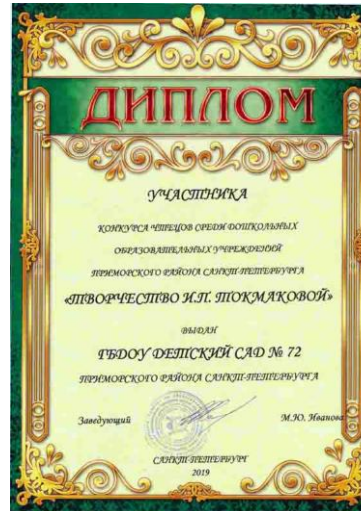 ДИПЛОМ
УЧАСТНИКА
КОНКУРСА ЧТЕЦОВ СРЕДИ ДОШКОЛЬНЫХ
ОБРАЗОВАТЕЛЬНЫХ УЧРЕЖДЕНИЙ
ПРИМОРСКОГО РАЙОНА САНКТ-ПЕТЕРБУРГА
«ТВОРЧЕСТВО И.П. ТОКМАКОВОЙ»
ВЫДАН
ГБДОУ ДЕТСКИЙ САД № 72
ПРИМОРСКОГО РАЙОНА САНКТ-ПЕТЕРБУРГА
Заведующий М.Ю. Иванова
САНКТ-ПЕТЕРБУРГ
2019